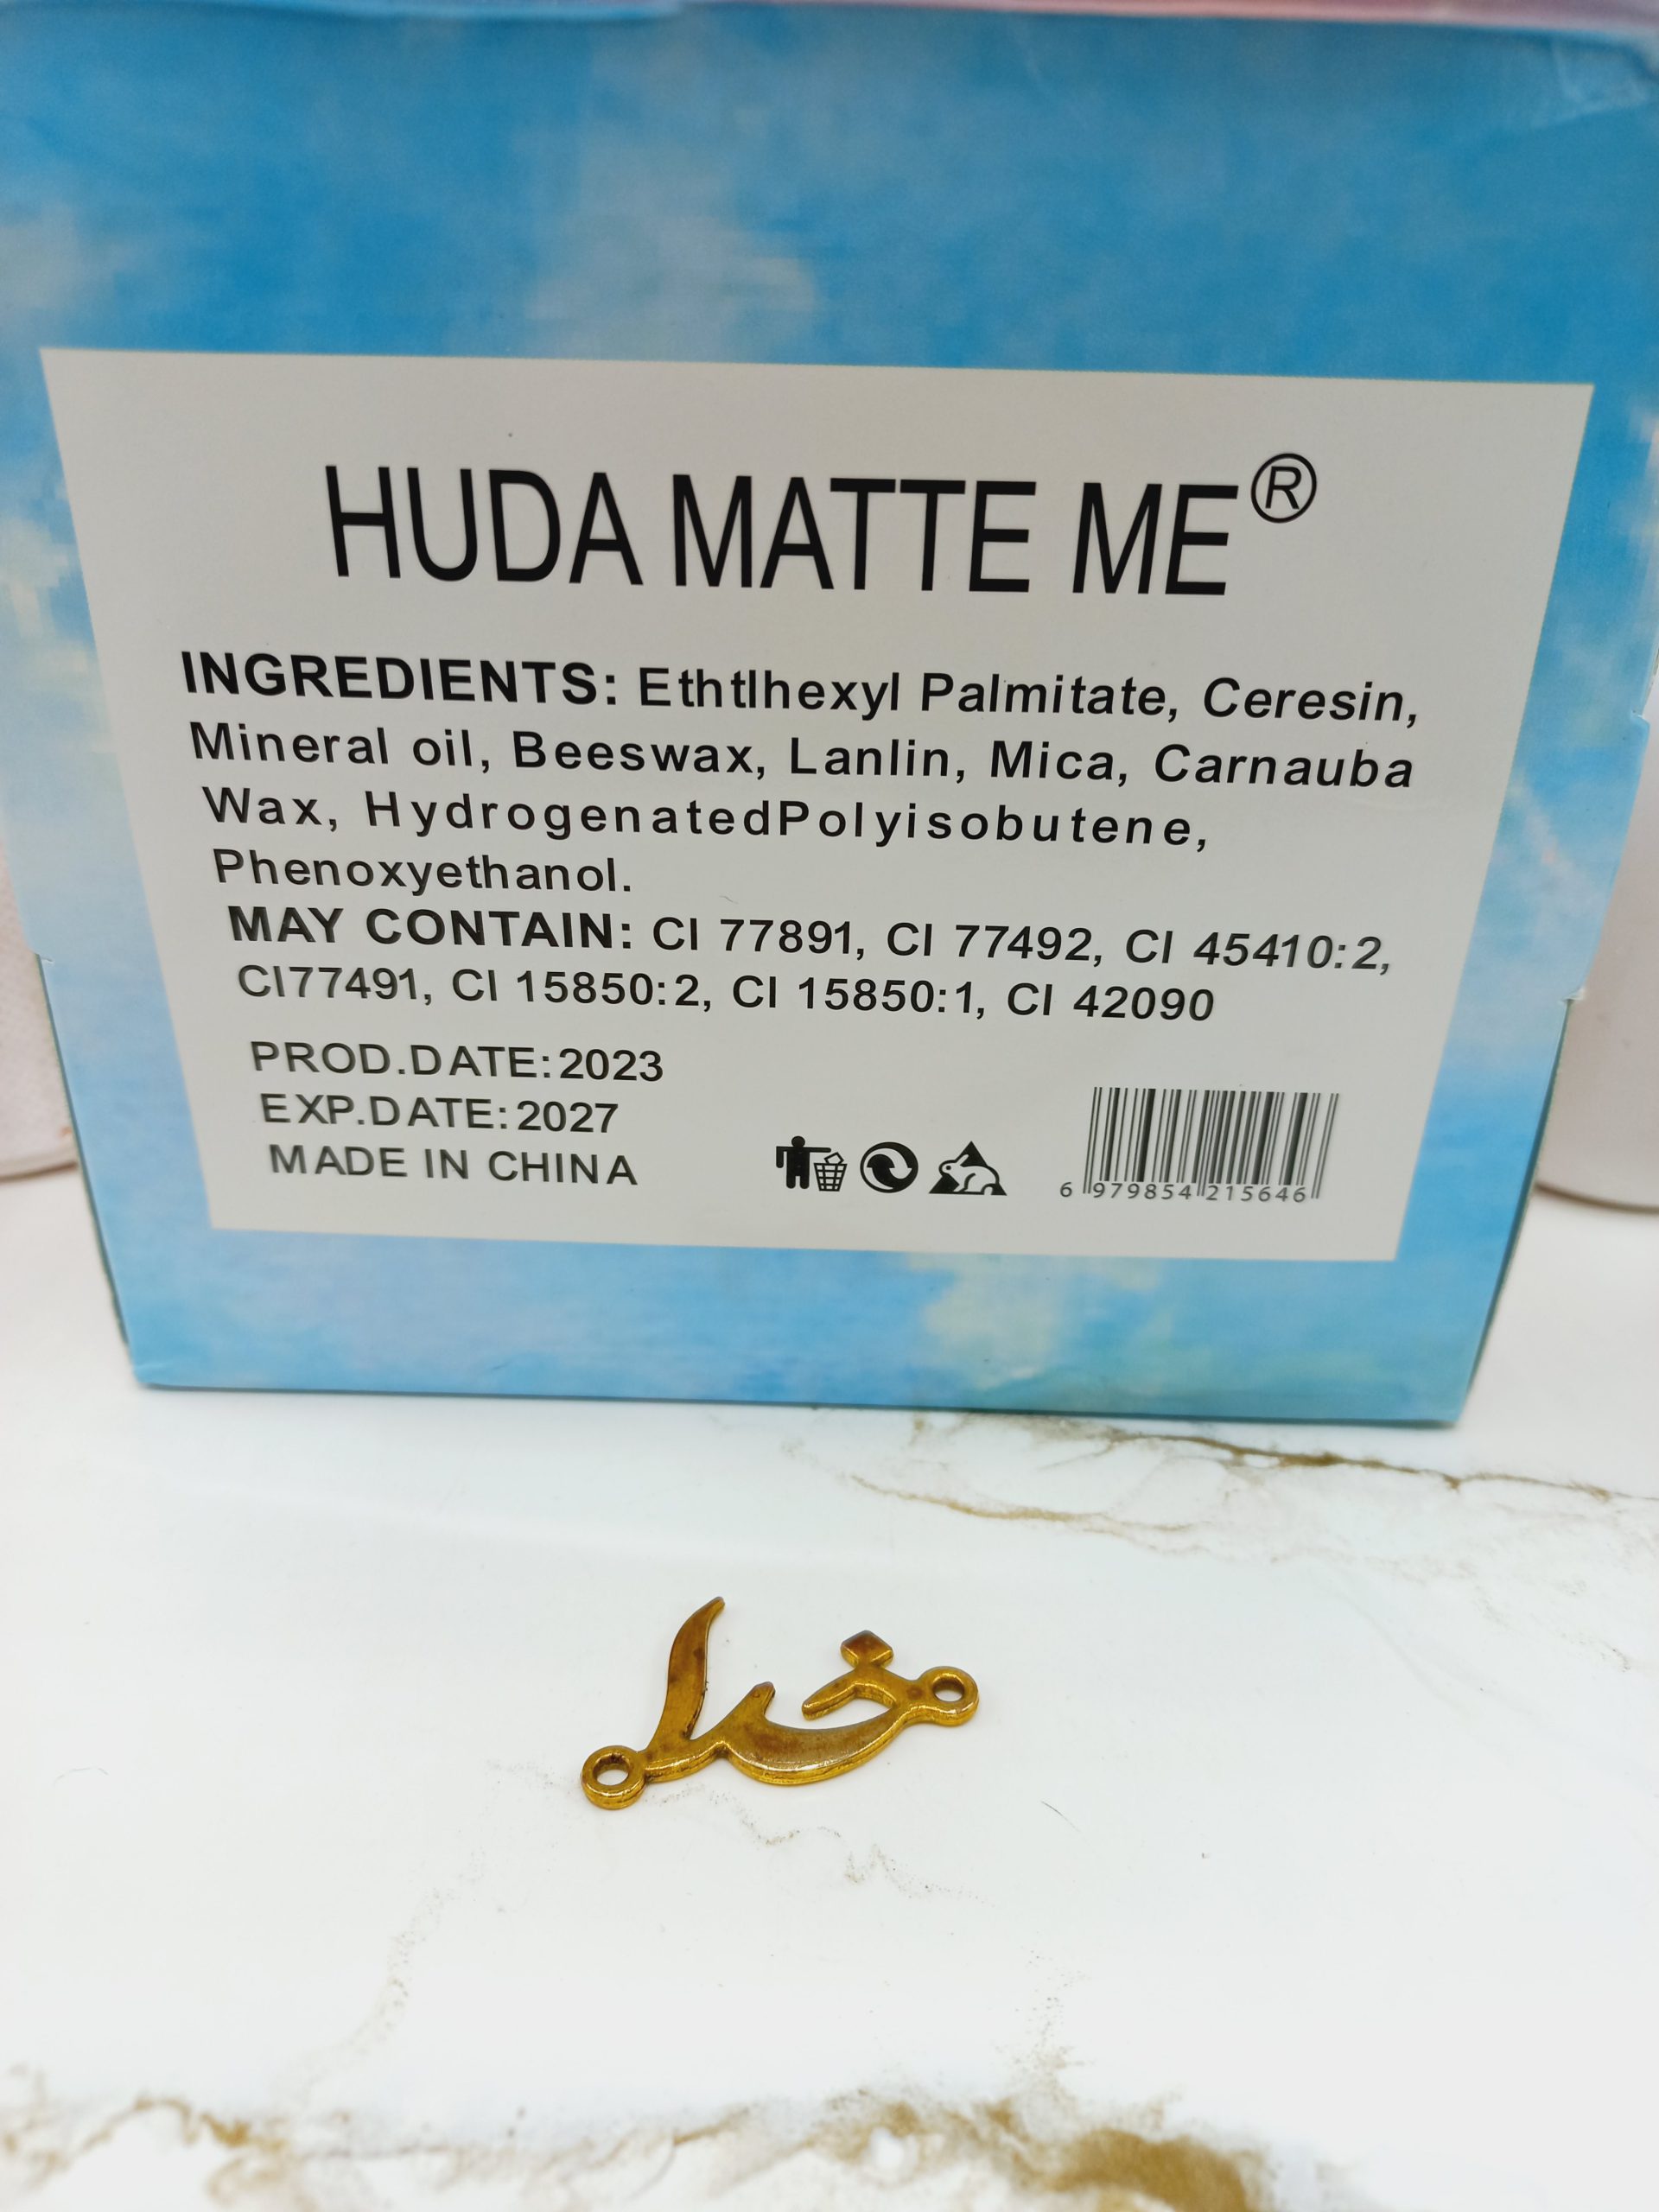 HUDA MATTE ME®
INGREDIENTS: Ethtlhexyl Palmitate, Ceresin,
Mineral oil, Beeswax, Lanlin, Mica, Carnauba
Wax, HydrogenatedPolyisobutene,
Phenoxyethanol.
MAY CONTAIN: CI 77891, CI 77492, CI 45410:2,
CI77491, CI 15850:2, CI 15850:1, CI 42090
PROD.DATE:2023
EXP.DATE:2027
MADE IN CHINA
6 979854 215646
خدا